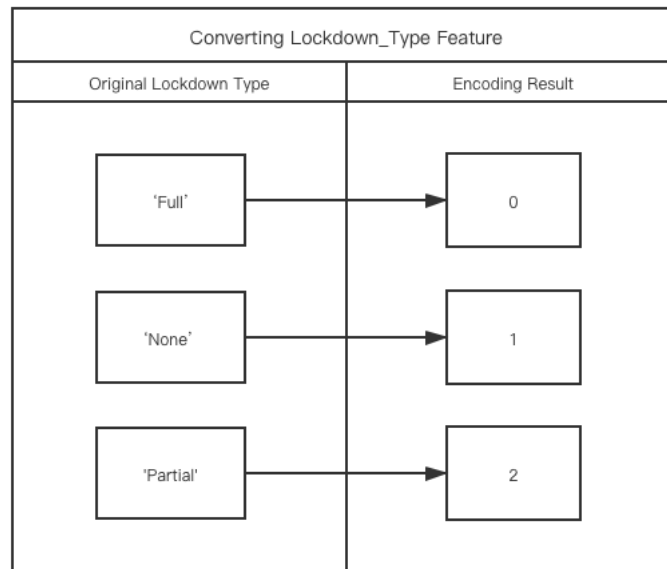 Converting Lockdown_Type Feature
Original Lockdown Type
Encoding Result
‘Full’
0
‘None’
1
'Partial'
2